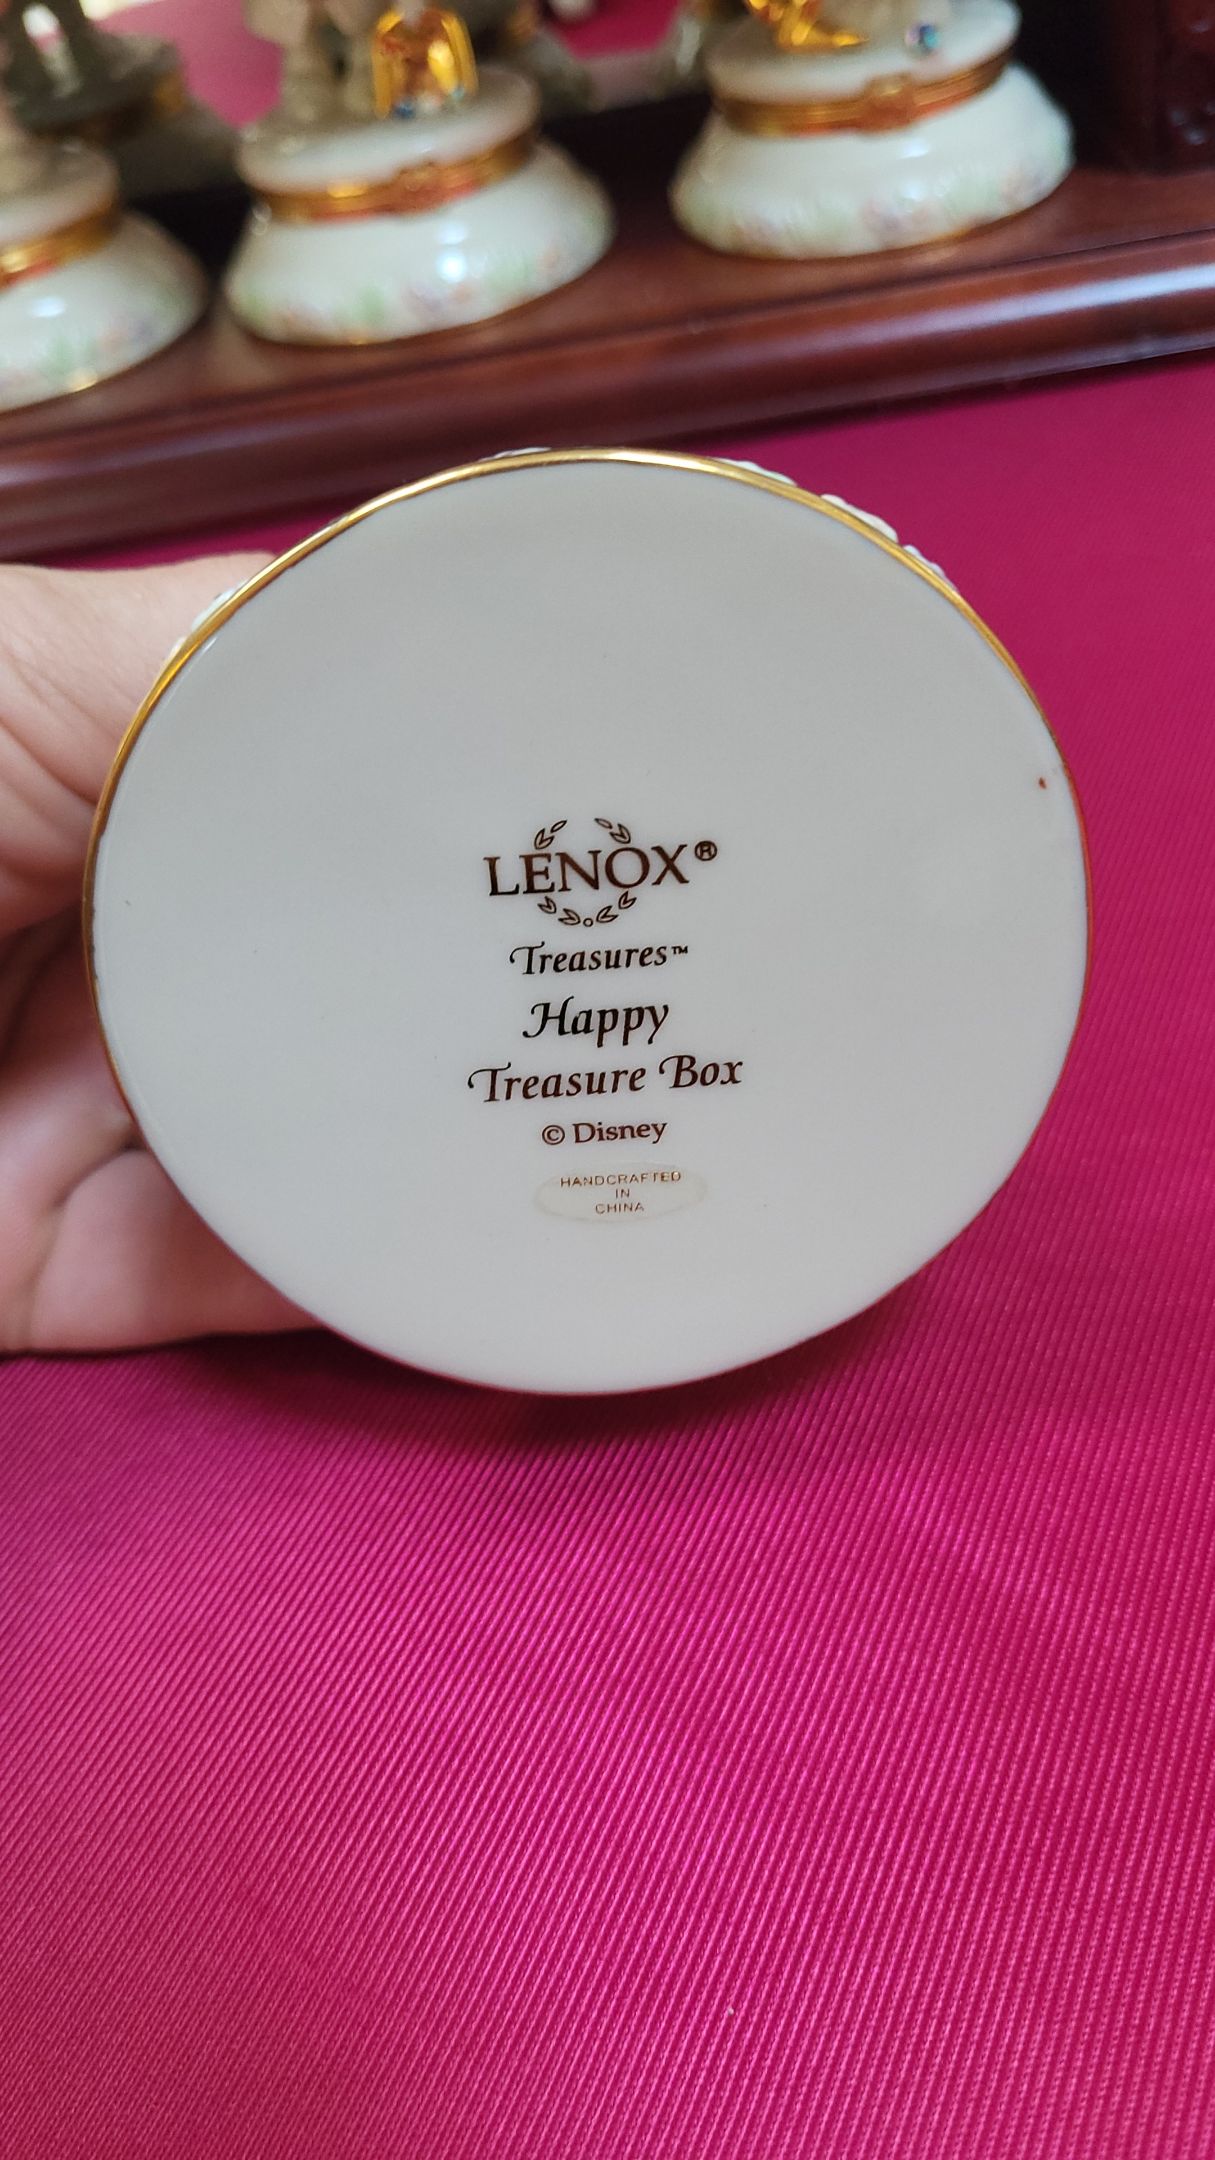 LENOX®
Treasures™
Happy
Treasure Box
© Disney
HANDCRAFTED
IN
CHINA